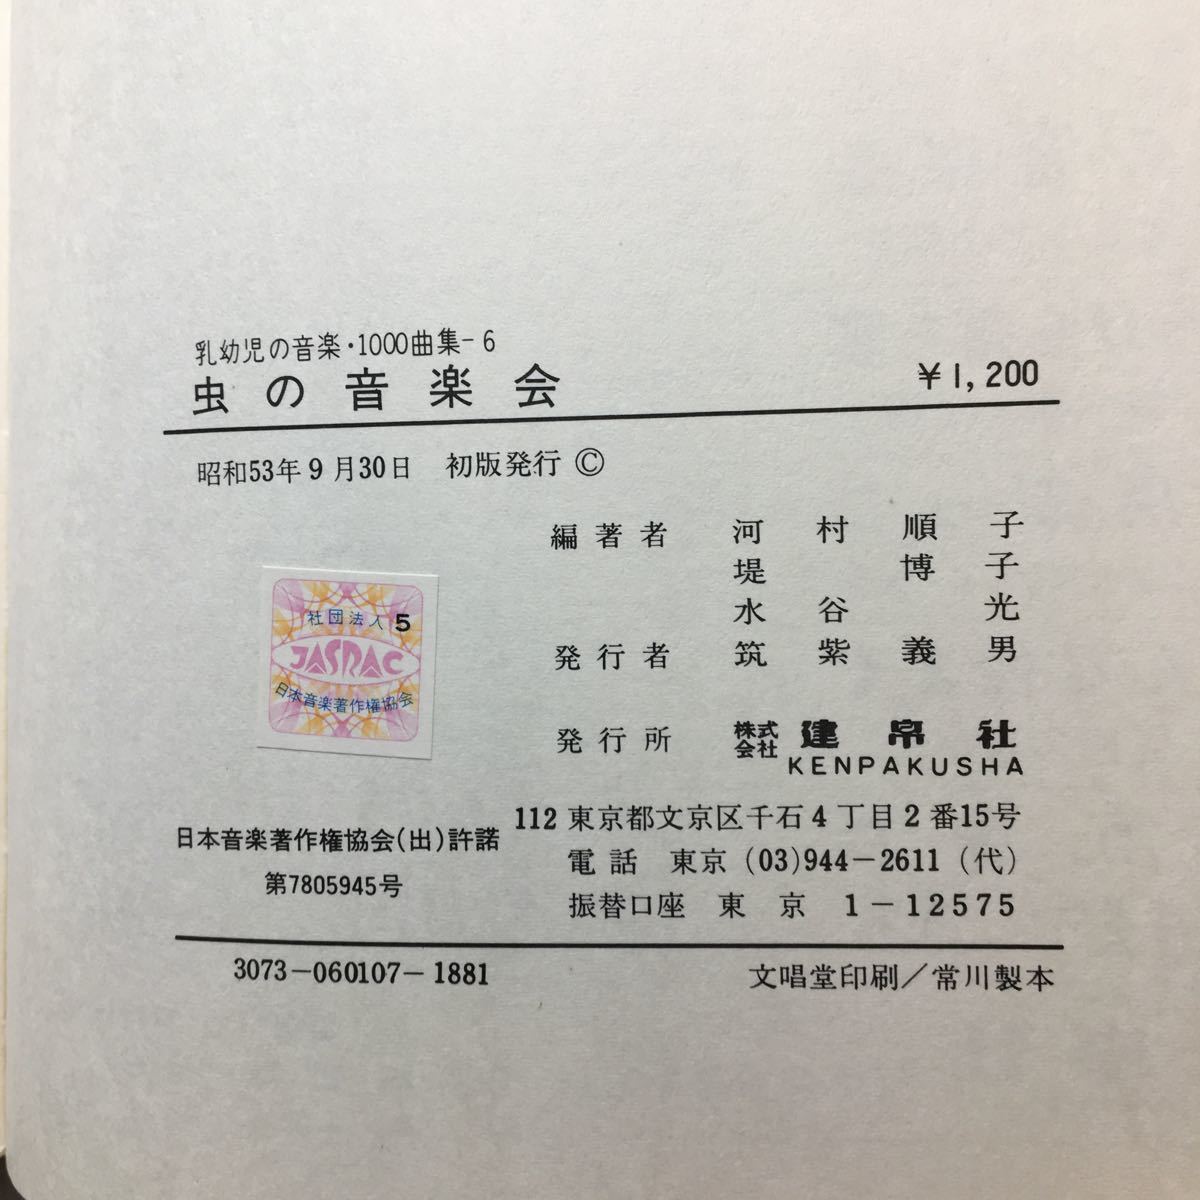 乳幼児の音楽・1000曲集-6
虫の音楽会 ¥1,200
昭和53年9月30日 初版発行 ©
編著者 河村順子
堤 博子
水谷 光
発行者 筑紫義男
社団法人 5
JASRAC
日本音楽著作権協会
発行所 株式会社 建帛社
KENPAKUSHA
日本音楽著作権協会(出)許諾
第7805945号
112 東京都文京区千石4丁目2番15号
電話 東京 (03)944-2611 (代)
振替口座 東京 1-12575
3073-060107-1881 文唱堂印刷/常川製本